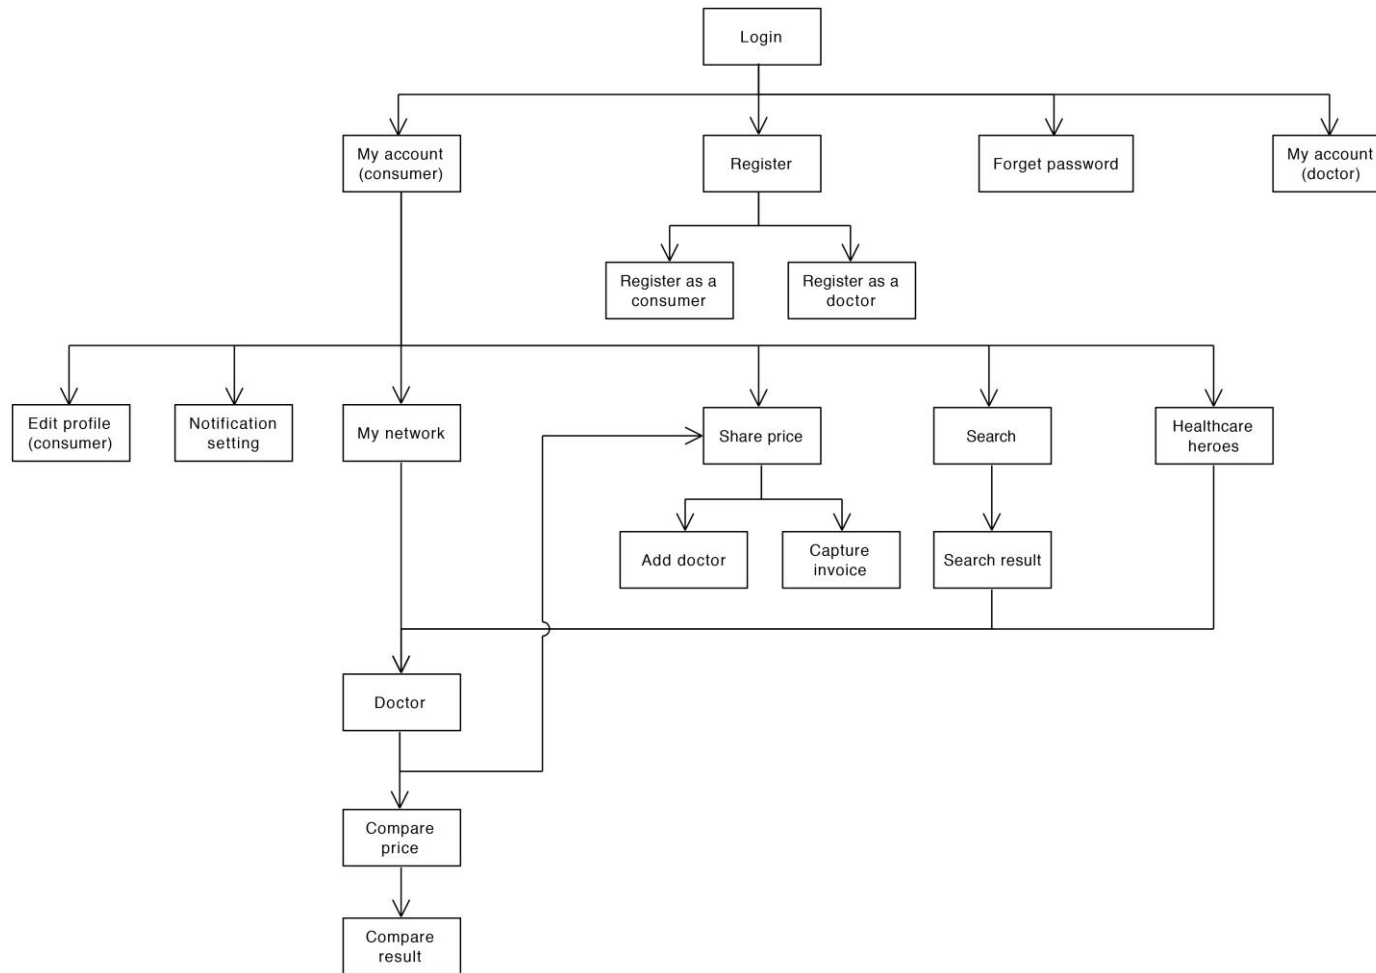 Login
My account
(consumer)
Register
Forget password
My account
(doctor)
Register as a
consumer
Register as a
doctor
Edit profile
(consumer)
Notification
setting
My network
Share price
Search
Healthcare
heroes
Add doctor
Capture
invoice
Search result
Doctor
Compare
price
Compare
result